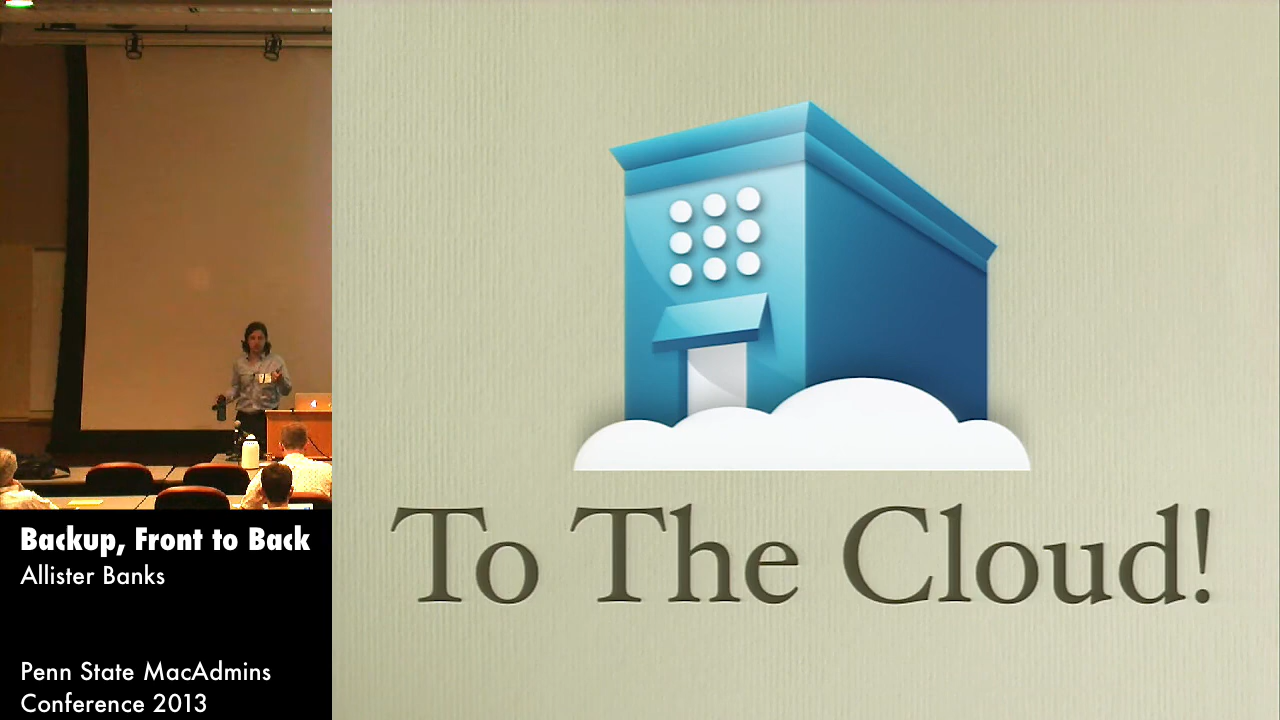 Backup, Front to Back
Allister Banks
Penn State MacAdmins
Conference 2013
To The Cloud!